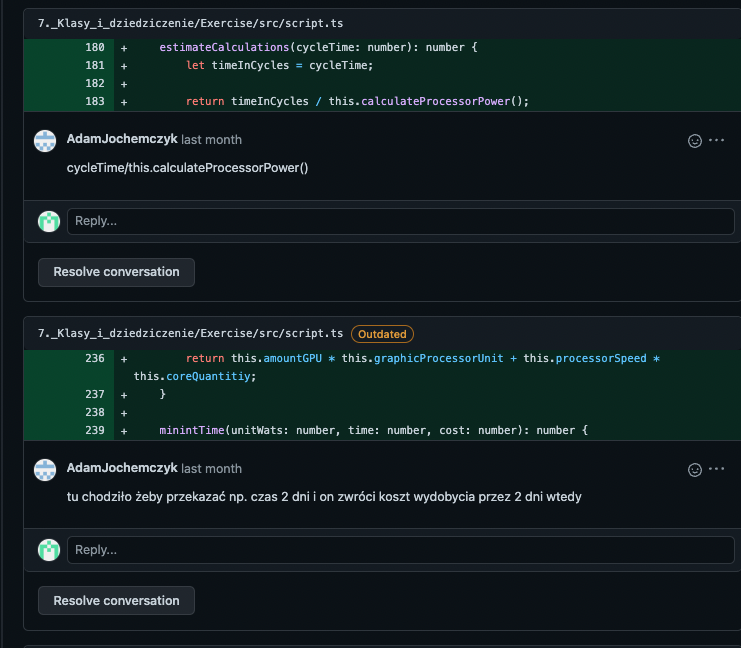 7._Klasy_i_dziedziczenie/Exercise/src/script.ts
180 + estimateCalculations(cycleTime: number): number {
181 + let timeInCycles = cycleTime;
182 +
183 + return timeInCycles / this.calculateProcessorPower();
AdamJochemczyk last month
cycleTime/this.calculateProcessorPower()
Reply...
Resolve conversation
7._Klasy_i_dziedziczenie/Exercise/src/script.ts Outdated
236 + return this.amountGPU * this.graphicProcessorUnit + this.processorSpeed *
this.coreQuantitiy;
237 + }
238 +
239 + minintTime(unitWats: number, time: number, cost: number): number {
AdamJochemczyk last month
tu chodziło żeby przekazać np. czas 2 dni i on zwróci koszt wydobycia przez 2 dni wtedy
Reply...
Resolve conversation